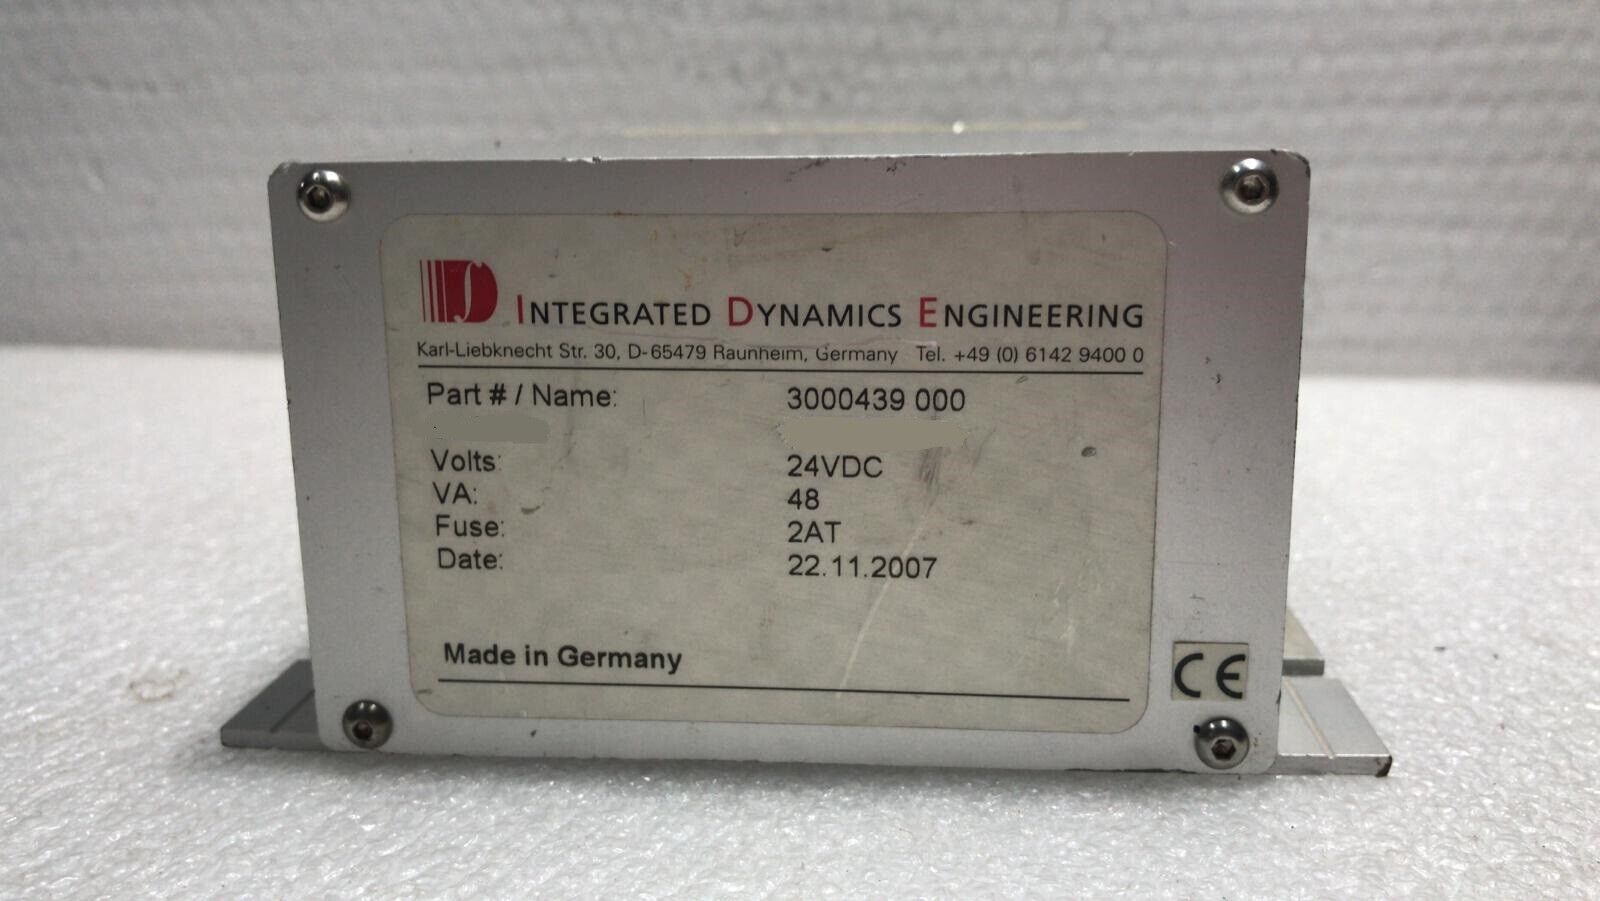 INTEGRATED DYNAMICS ENGINEERING
Karl-Liebknecht Str. 30, D-65479 Raunheim, Germany Tel. +49 (0) 6142 9400 0
Part # / Name: 3000439 000
Volts: 24VDC
VA: 48
Fuse: 2AT
Date: 22.11.2007
Made in Germany
CE